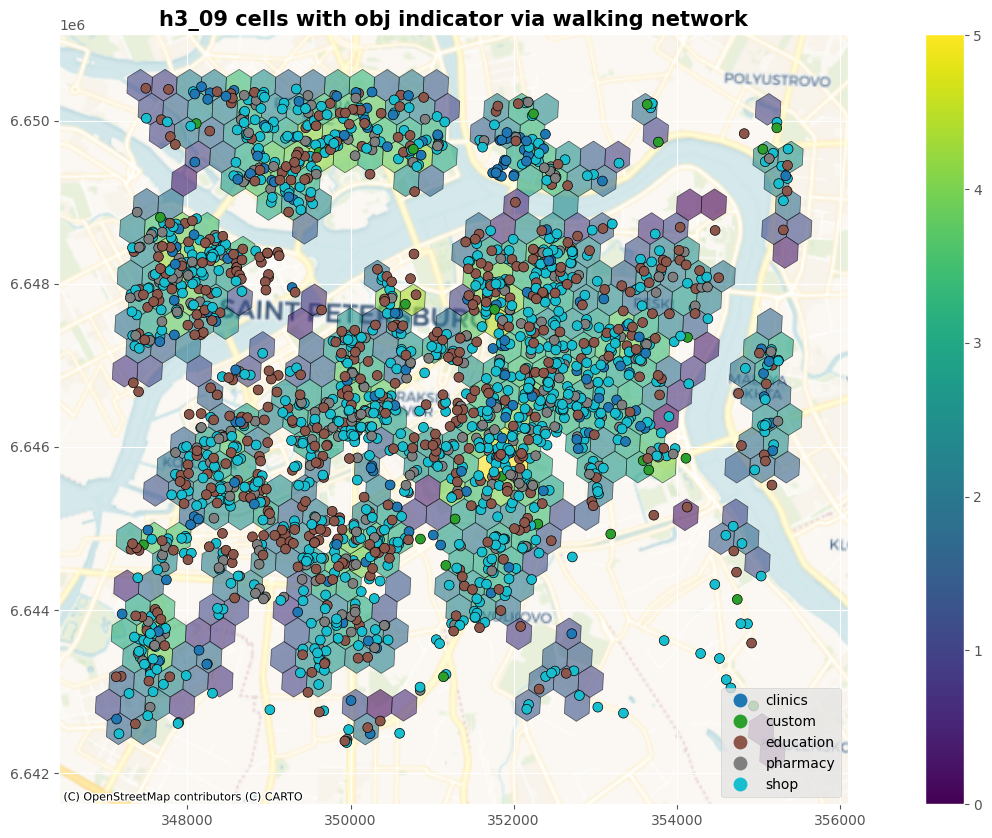 h3_09 cells with obj indicator via walking network
1e6
5
POLYUSTROVO
6.650
4
6.648
SAINT PETERSBURG
3
6.646
2
6.644
1
clinics
custom
education
pharmacy
shop
6.642
(C) OpenStreetMap contributors (C) CARTO
0
348000
350000
352000
354000
356000